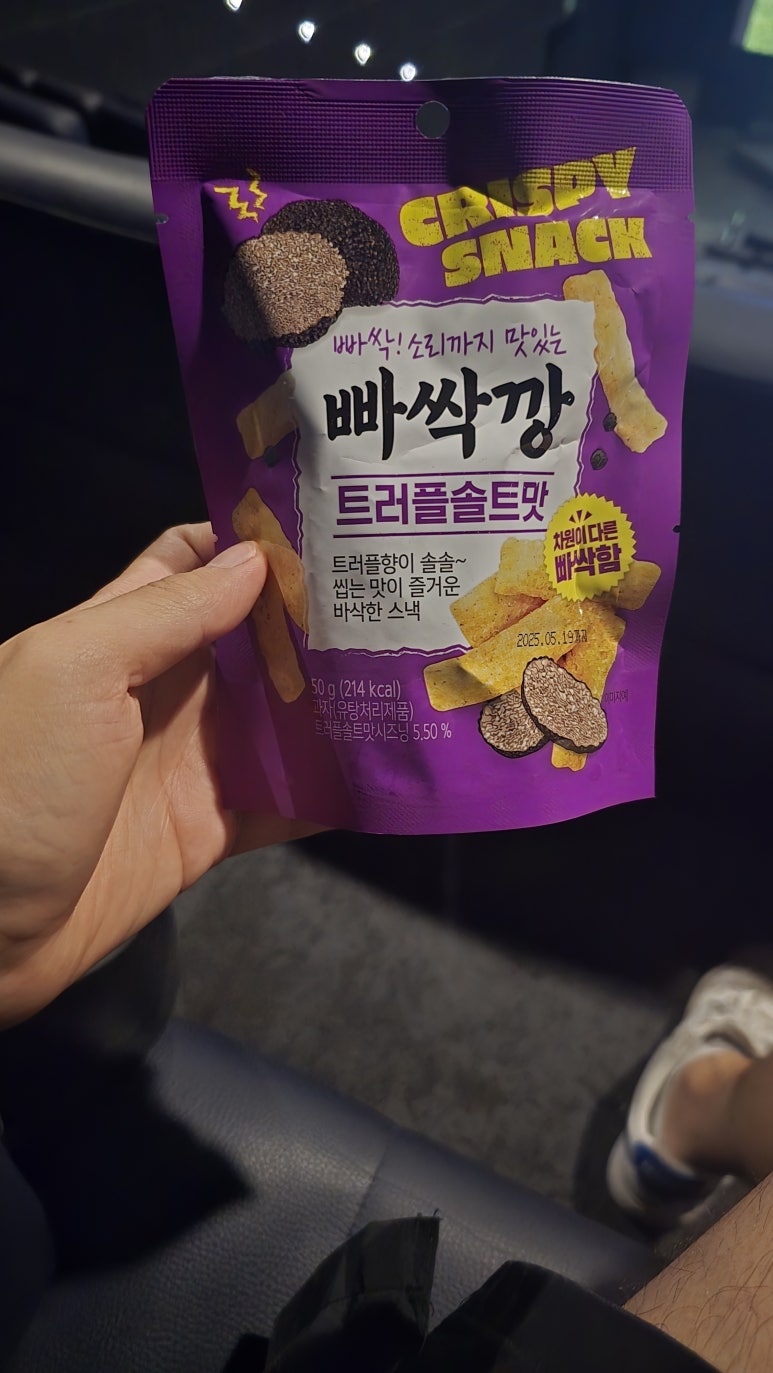 CRISPY
SNACK
빠싹! 소리까지 맛있는
빠싹깡
트러플솔트맛
차원이 다른
빠싹함
트러플향이 솔솔~
씹는 맛이 즐거운
바삭한 스낵
2025.05.19까지
50 g (214 kcal)
과자(유탕처리제품)
트러플솔트맛시즈닝 5.50 %